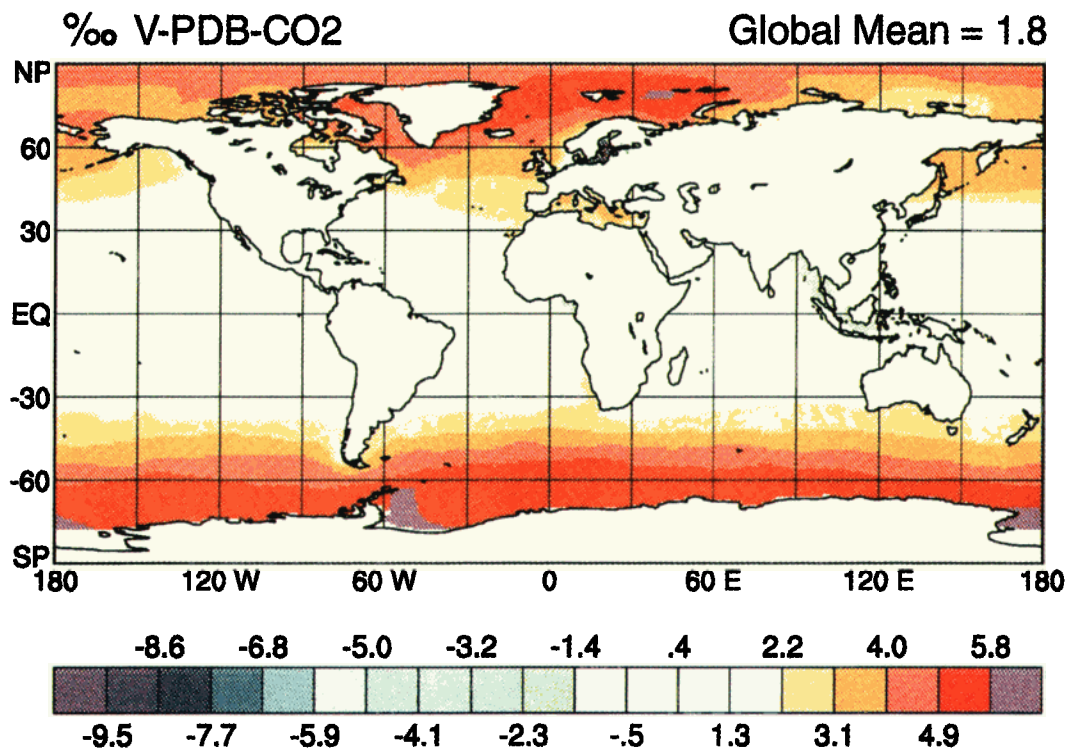 ‰ V-PDB-CO2 Global Mean = 1.8
NP
60
30
EQ
-30
-60
SP
180 120 W 60 W 0 60 E 120 E 180
-8.6 -6.8 -5.0 -3.2 -1.4 .4 2.2 4.0 5.8
-9.5 -7.7 -5.9 -4.1 -2.3 -.5 1.3 3.1 4.9